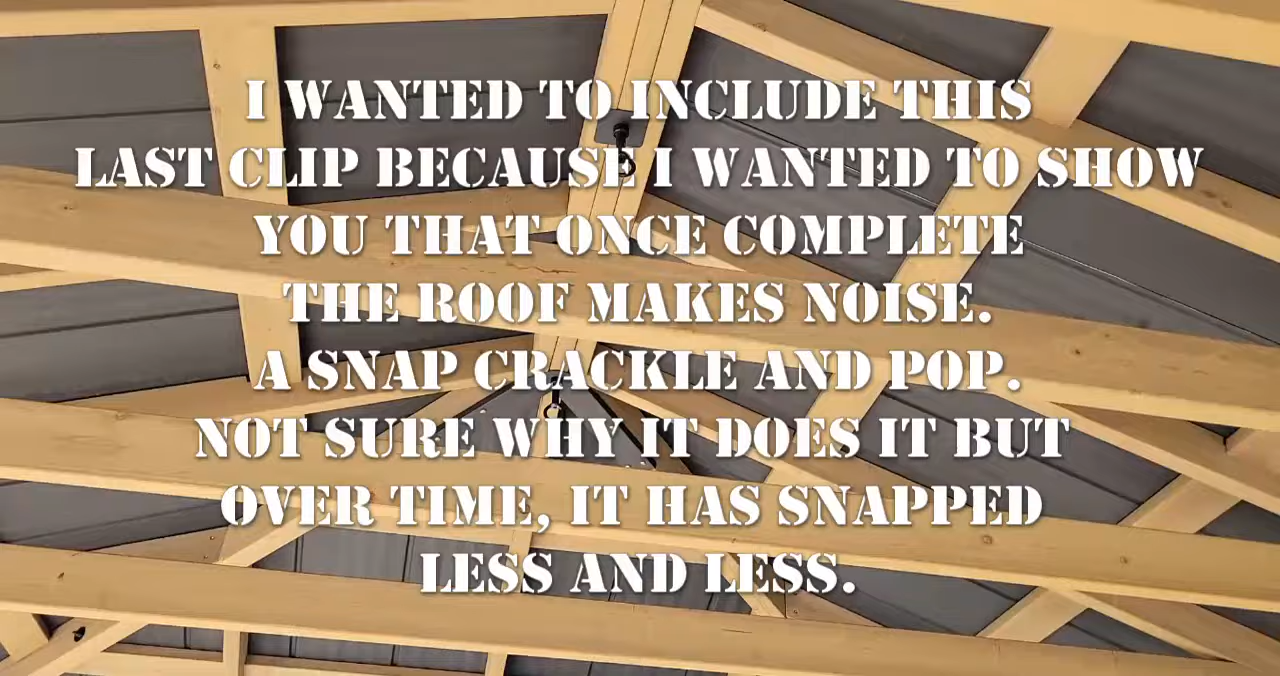 I WANTED TO INCLUDE THIS
LAST CLIP BECAUSE I WANTED TO SHOW
YOU THAT ONCE COMPLETE
THE ROOF MAKES NOISE.
A SNAP CRACKLE AND POP.
NOT SURE WHY IT DOES IT BUT
OVER TIME, IT HAS SNAPPED
LESS AND LESS.